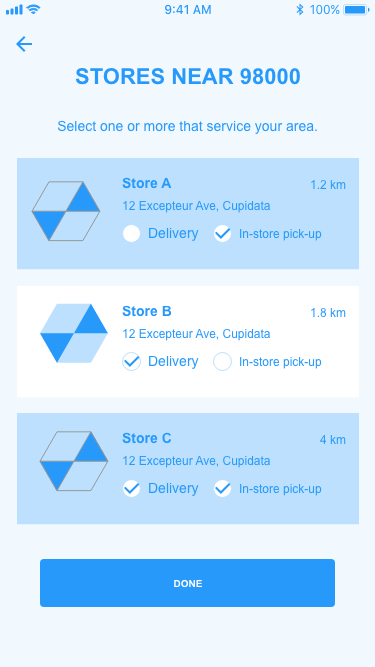 9:41 AM
100%
STORES NEAR 98000
Select one or more that service your area.
Store A
1.2 km
12 Excepteur Ave, Cupidata
Delivery
In-store pick-up
Store B
1.8 km
12 Excepteur Ave, Cupidata
Delivery
In-store pick-up
Store C
4 km
12 Excepteur Ave, Cupidata
Delivery
In-store pick-up
DONE